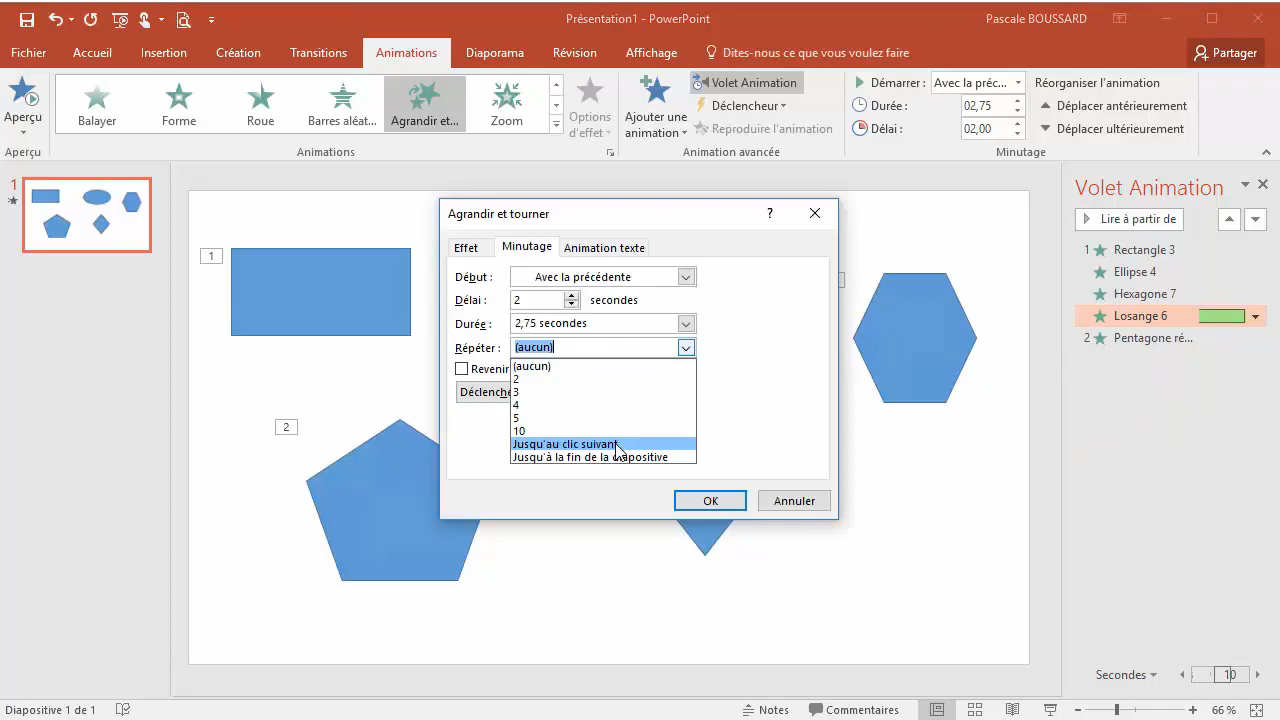 Présentation1 - PowerPoint
Pascale BOUSSARD
Fichier Accueil Insertion Création Transitions Animations Diaporama Révision Affichage Dites-nous ce que vous voulez faire Partager
Aperçu
Balayer Forme Roue Barres aléat... Agrandir et... Zoom
Options d'effet
Ajouter une animation
Volet Animation
Déclencheur
Reproduire l'animation
Démarrer : Avec la préc...
Durée : 02,75
Délai : 02,00
Réorganiser l'animation
Déplacer antérieurement
Déplacer ultérieurement
Aperçu Animations Animation avancée Minutage
1
1
2
Agrandir et tourner ?
Effet Minutage Animation texte
Début : Avec la précédente
Délai : 2 secondes
Durée : 2,75 secondes
Répéter : (aucun)
Revenir
Déclenche
(aucun)
2
3
4
5
10
Jusqu'au clic suivant
Jusqu'à la fin de la diapositive
OK Annuler
Volet Animation
Lire à partir de
1 Rectangle 3
Ellipse 4
Hexagone 7
Losange 6
2 Pentagone ré...
Secondes 10
Diapositive 1 de 1 Notes Commentaires 66 %